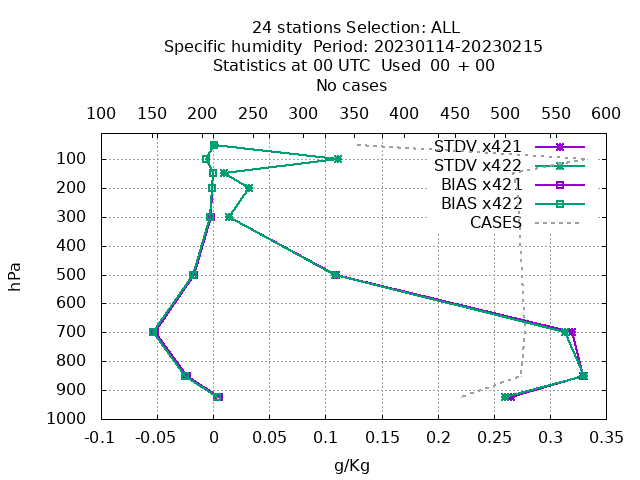 24 stations Selection: ALL
Specific humidity  Period: 20230114-20230215
Statistics at 00 UTC  Used  00 + 00
No cases
100 150 200 250 300 350 400 450 500 550 600
STDV x421
STDV x422
BIAS x421
BIAS x422
CASES
hPa
100
200
300
400
500
600
700
800
900
1000
-0.1 -0.05 0 0.05 0.1 0.15 0.2 0.25 0.3 0.35
g/Kg